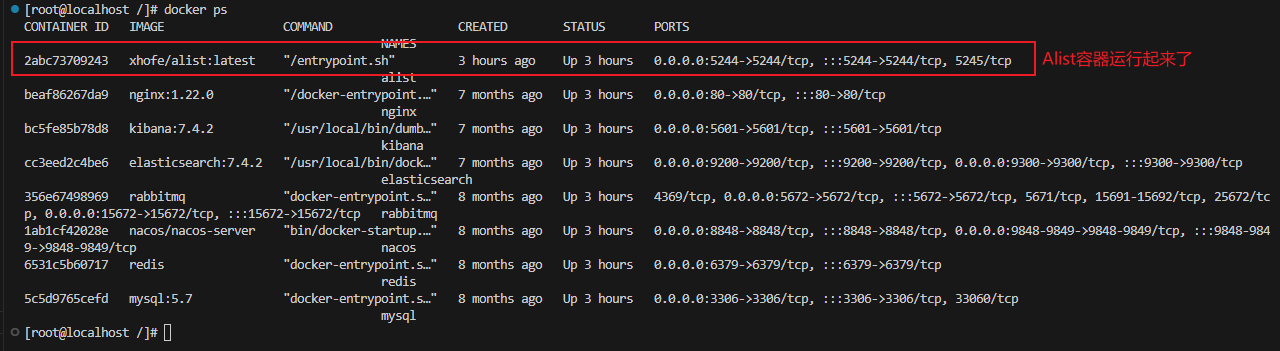 [root@localhost /]# docker ps
CONTAINER ID   IMAGE                  COMMAND                  CREATED        STATUS       PORTS
NAMES
2abc73709243   xhofe/alist:latest     "/entrypoint.sh"         3 hours ago    Up 3 hours   0.0.0.0:5244->5244/tcp, :::5244->5244/tcp, 5245/tcp
Alist容器运行起来了
alist
beaf86267da9   nginx:1.22.0           "/docker-entrypoint.…"   7 months ago   Up 3 hours   0.0.0.0:80->80/tcp, :::80->80/tcp
nginx
bc5fe85b78d8   kibana:7.4.2           "/usr/local/bin/dumb…"   7 months ago   Up 3 hours   0.0.0.0:5601->5601/tcp, :::5601->5601/tcp
kibana
cc3eed2c4be6   elasticsearch:7.4.2    "/usr/local/bin/dock…"   7 months ago   Up 3 hours   0.0.0.0:9200->9200/tcp, :::9200->9200/tcp, 0.0.0.0:9300->9300/tcp, :::9300->9300/tcp
elasticsearch
356e67498969   rabbitmq               "docker-entrypoint.s…"   8 months ago   Up 3 hours   4369/tcp, 0.0.0.0:5672->5672/tcp, :::5672->5672/tcp, 5671/tcp, 15691-15692/tcp, 25672/tc
p, 0.0.0.0:15672->15672/tcp, :::15672->15672/tcp   rabbitmq
1ab1cf42028e   nacos/nacos-server     "bin/docker-startup.…"   8 months ago   Up 3 hours   0.0.0.0:8848->8848/tcp, :::8848->8848/tcp, 0.0.0.0:9848-9849->9848-9849/tcp, :::9848-984
9->9848-9849/tcp                                   nacos
6531c5b60717   redis                  "docker-entrypoint.s…"   8 months ago   Up 3 hours   0.0.0.0:6379->6379/tcp, :::6379->6379/tcp
redis
5c5d9765cefd   mysql:5.7              "docker-entrypoint.s…"   8 months ago   Up 3 hours   0.0.0.0:3306->3306/tcp, :::3306->3306/tcp, 33060/tcp
mysql
[root@localhost /]#